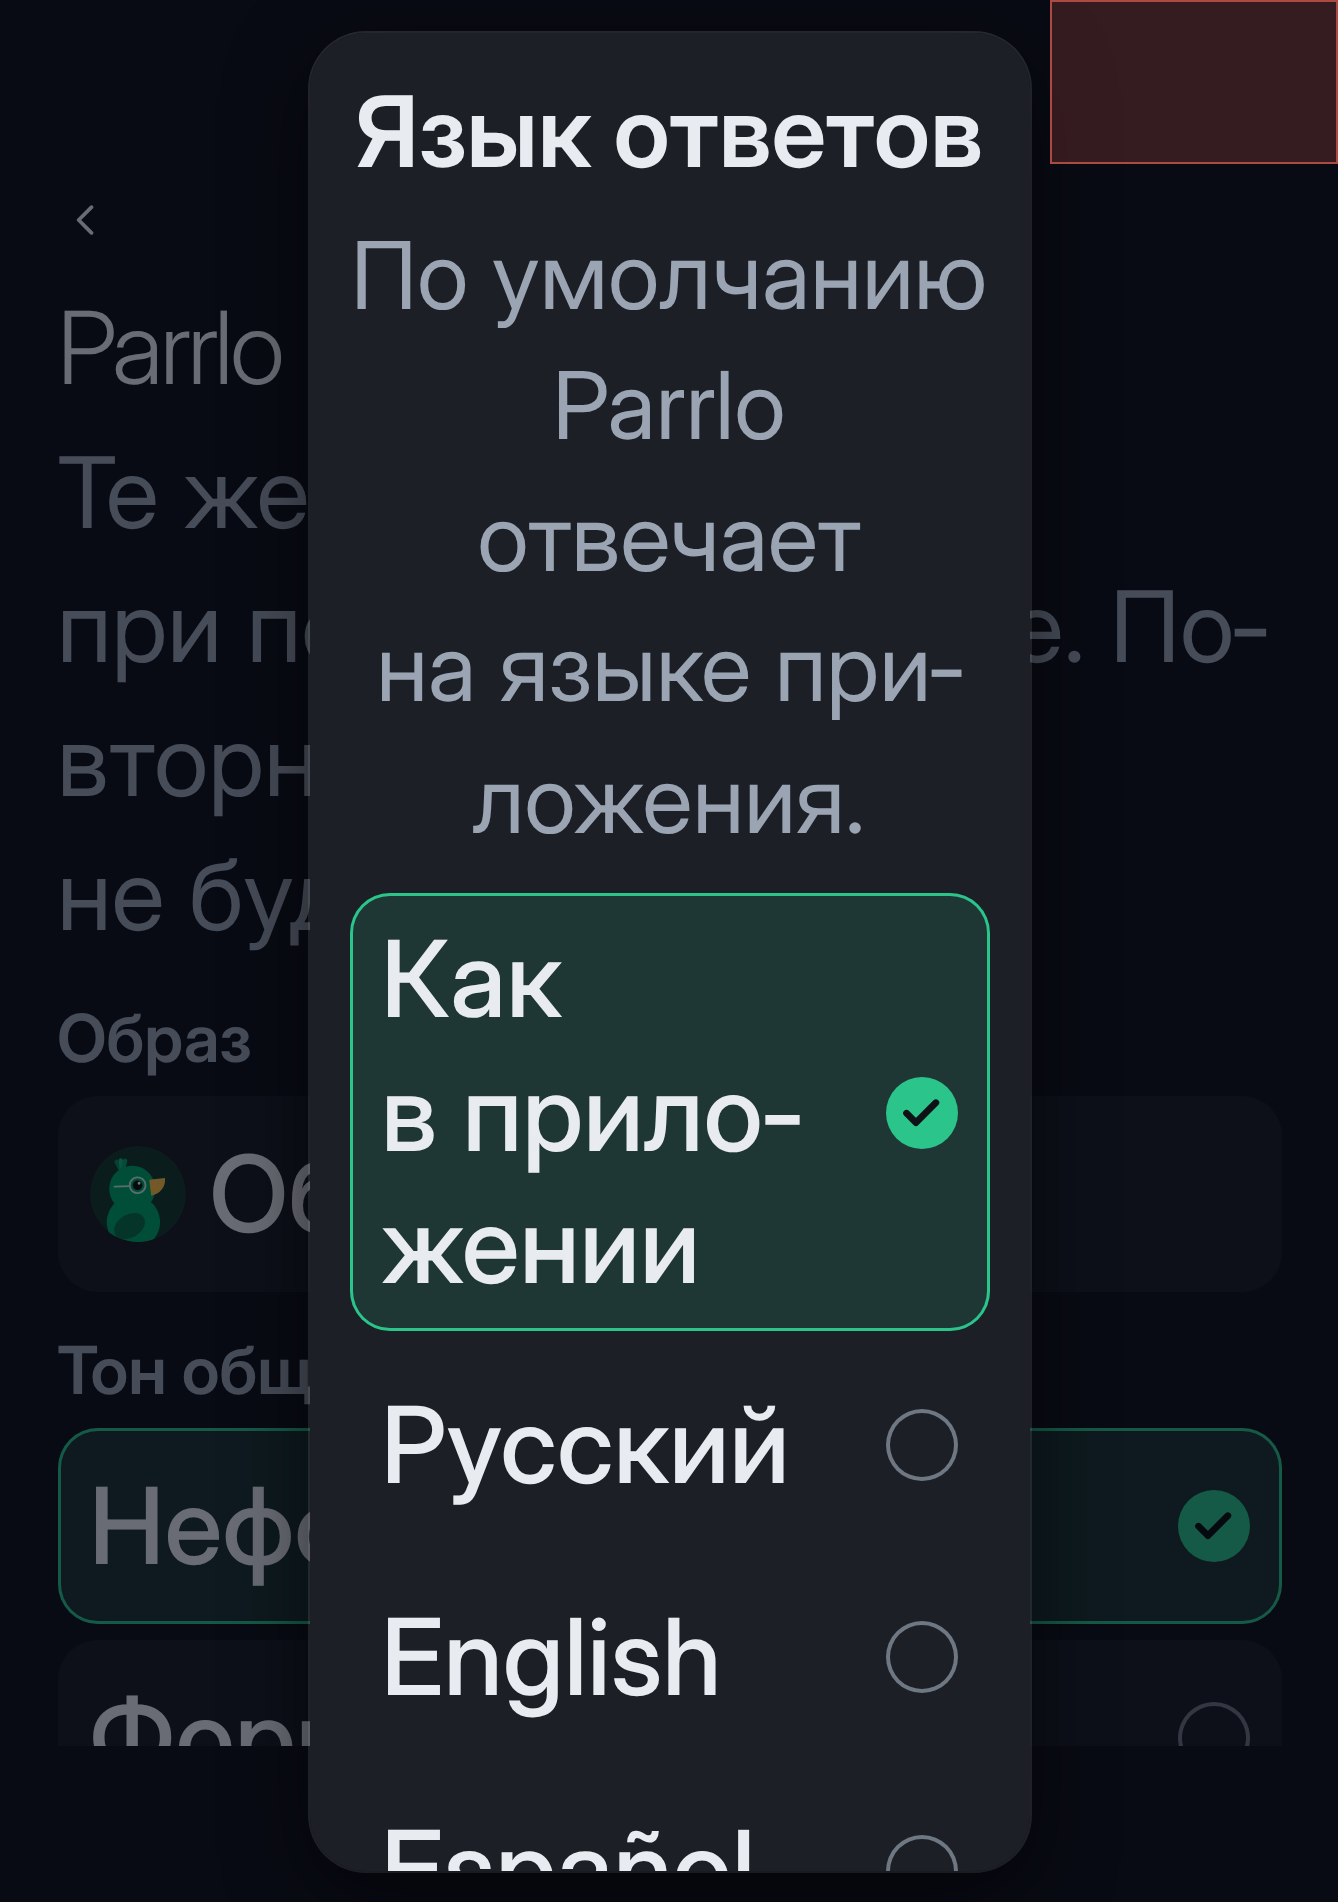 Язык ответов
По умолчанию
Parrlo
отвечает
на языке при-
ложения.
Как
в прило-
жении
Русский
English
Español
Parrlo
Те же
при
е. По-
вторн
не
Образ
Тон общ